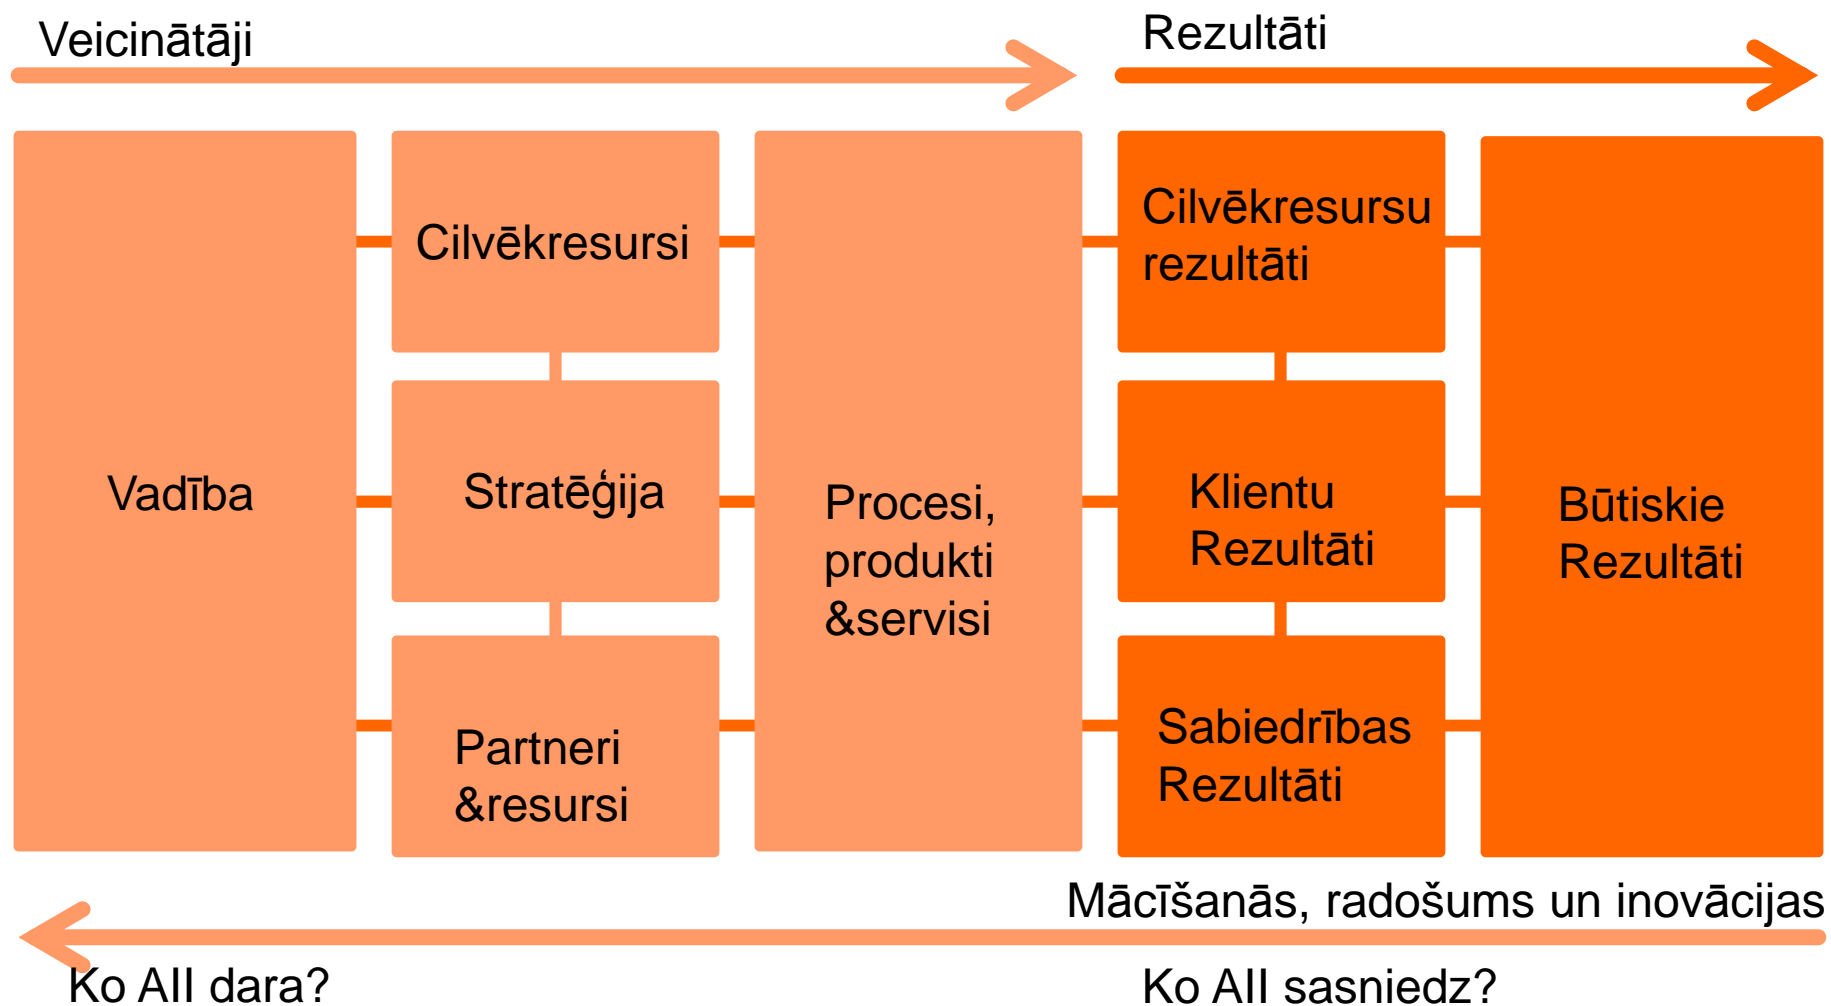 Veicinātāji
Rezultāti
Vadība
Cilvēkresursi
Stratēģija
Partneri
&resursi
Procesi,
produkti
&servisi
Cilvēkresursu
rezultāti
Klientu
Rezultāti
Sabiedrības
Rezultāti
Būtiskie
Rezultāti
Mācīšanās, radošums un inovācijas
Ko AII dara?
Ko AII sasniedz?